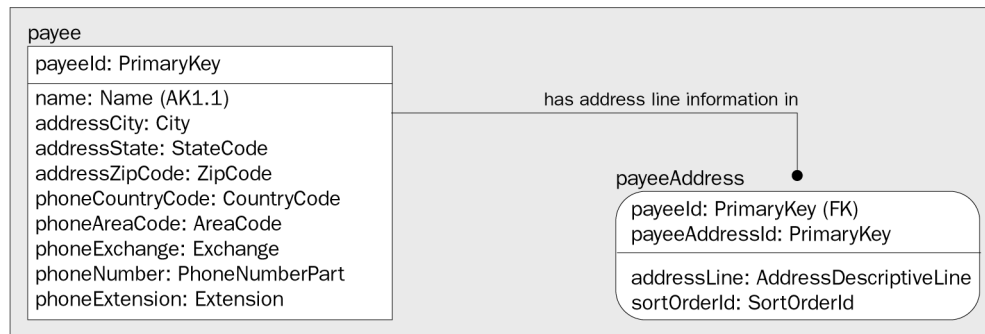 payee
payeeId: PrimaryKey
name: Name (AK1.1)
addressCity: City
addressState: StateCode
addressZipCode: ZipCode
phoneCountryCode: CountryCode
phoneAreaCode: AreaCode
phoneExchange: Exchange
phoneNumber: PhoneNumberPart
phoneExtension: Extension
has address line information in
payeeAddress
payeeId: PrimaryKey (FK)
payeeAddressId: PrimaryKey
addressLine: AddressDescriptiveLine
sortOrderId: SortOrderId